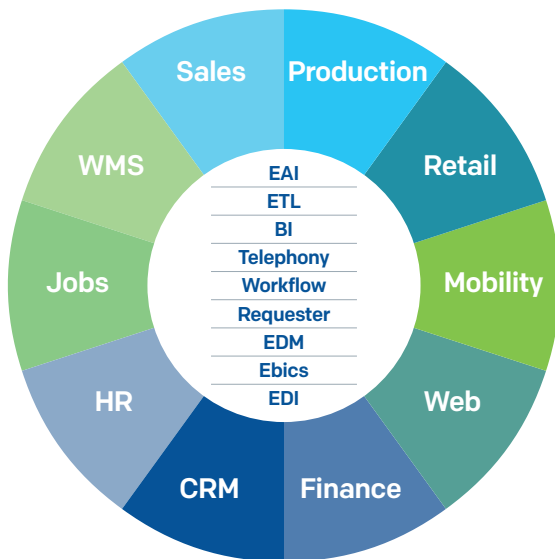 Sales
Production
Retail
Mobility
Web
Finance
CRM
HR
Jobs
WMS
EAI
ETL
BI
Telephony
Workflow
Requester
EDM
Ebics
EDI